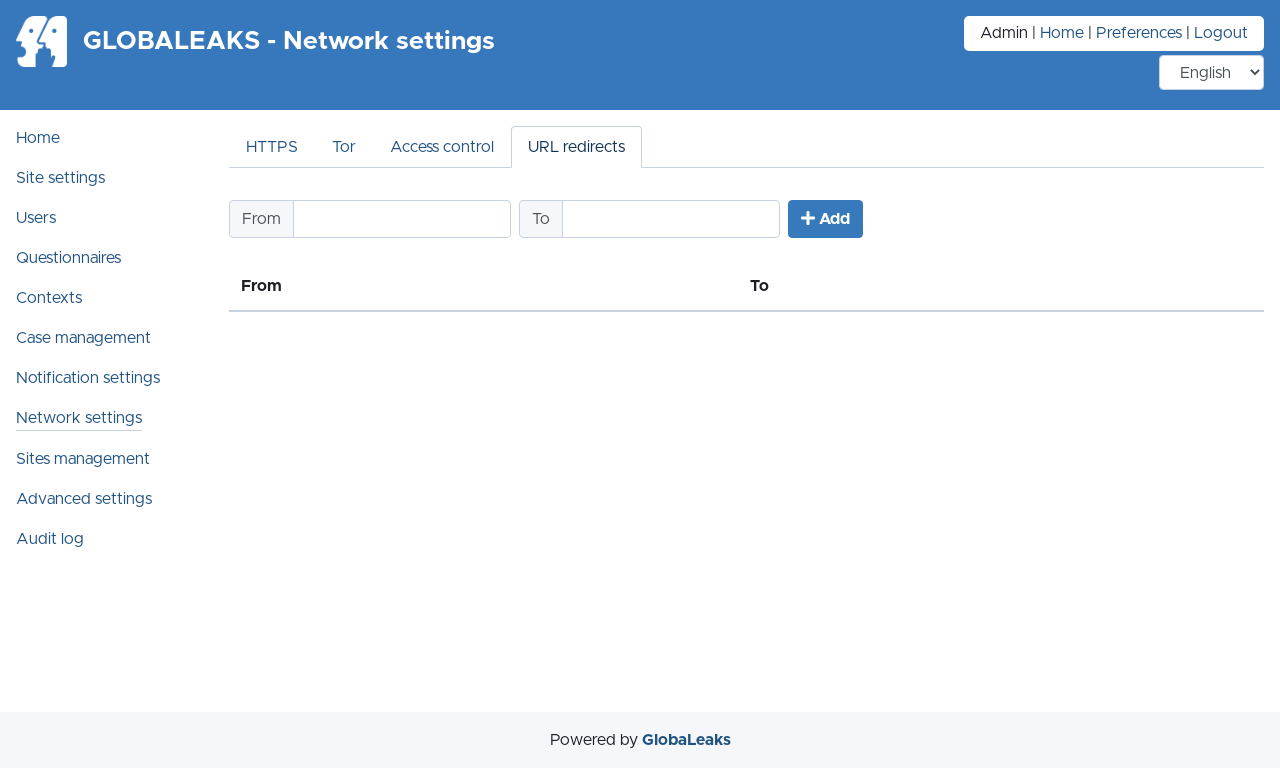 GLOBALEAKS - Network settings
Admin | Home | Preferences | Logout
English
Home
Site settings
Users
Questionnaires
Contexts
Case management
Notification settings
Network settings
Sites management
Advanced settings
Audit log
HTTPS Tor Access control URL redirects
From To Add
From To
Powered by GlobaLeaks